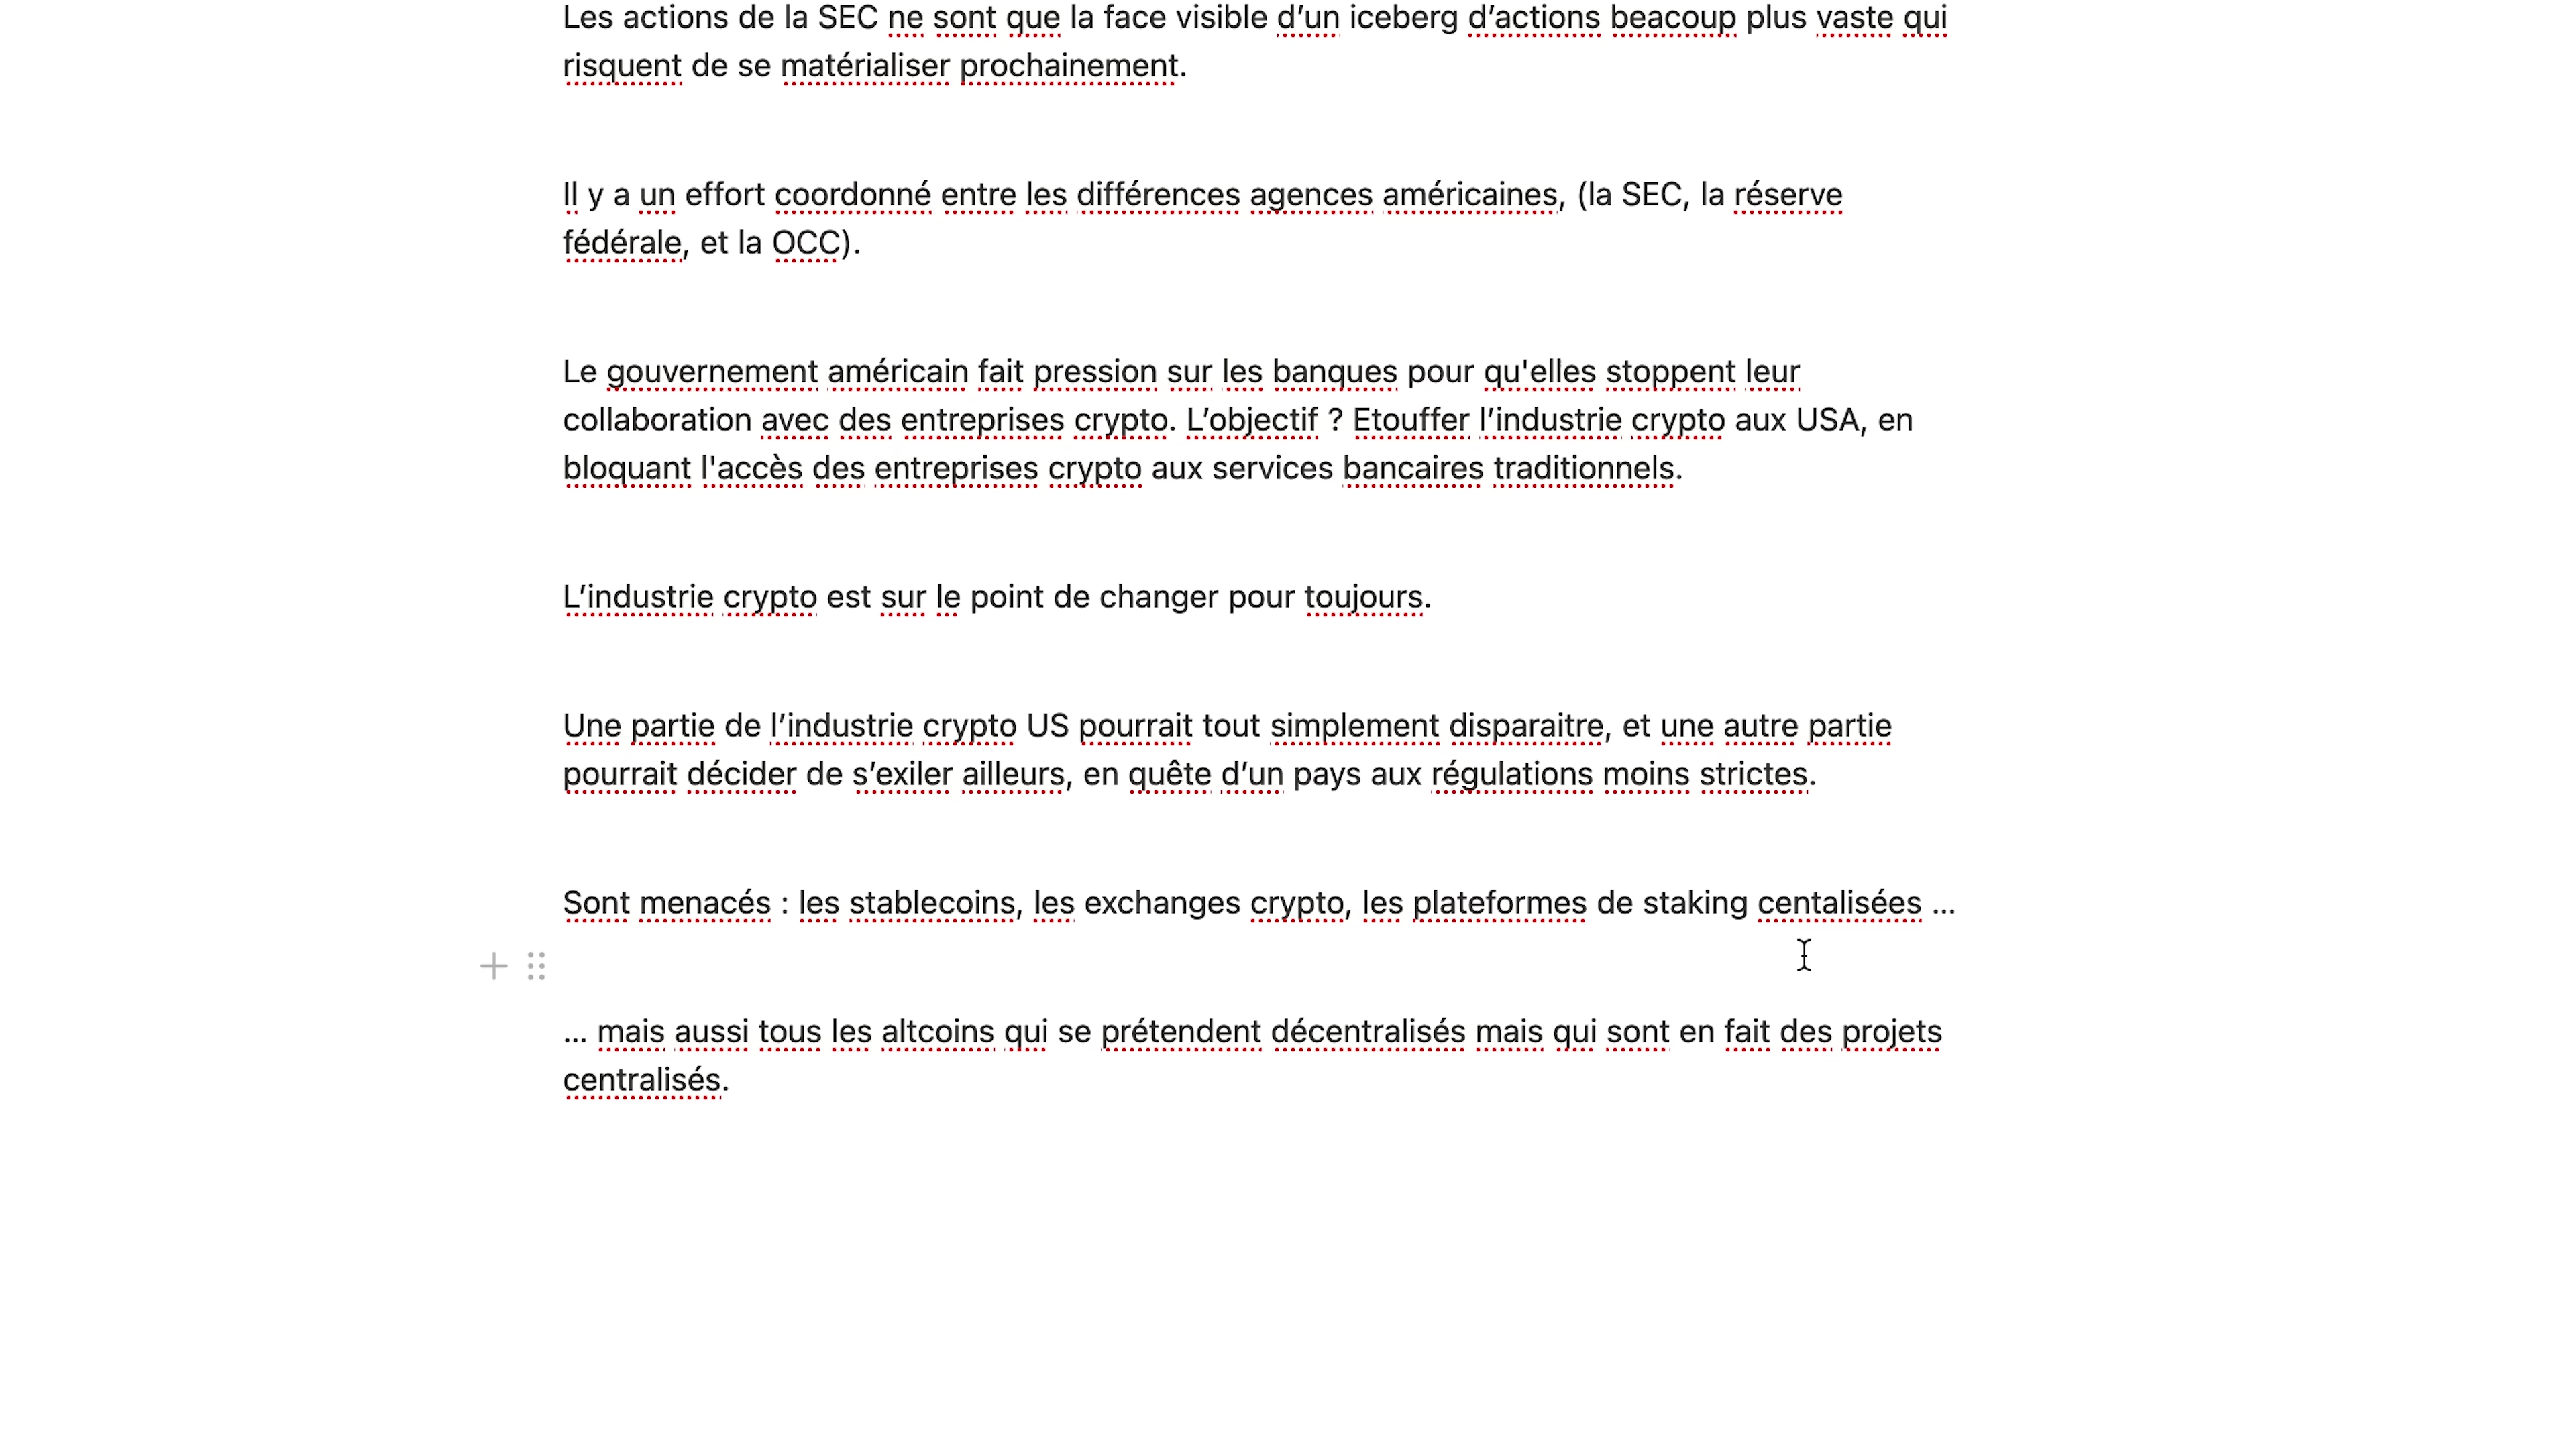 Les actions de la SEC ne sont que la face visible d’un iceberg d’actions beacoup plus vaste qui
risquent de se matérialiser prochainement.
Il y a un effort coordonné entre les différences agences américaines, (la SEC, la réserve
fédérale, et la OCC).
Le gouvernement américain fait pression sur les banques pour qu'elles stoppent leur
collaboration avec des entreprises crypto. L’objectif ? Etouffer l’industrie crypto aux USA, en
bloquant l'accès des entreprises crypto aux services bancaires traditionnels.
L’industrie crypto est sur le point de changer pour toujours.
Une partie de l’industrie crypto US pourrait tout simplement disparaitre, et une autre partie
pourrait décider de s’exiler ailleurs, en quête d’un pays aux régulations moins strictes.
Sont menacés : les stablecoins, les exchanges crypto, les plateformes de staking centalisées ...
... mais aussi tous les altcoins qui se prétendent décentralisés mais qui sont en fait des projets
centralisés.